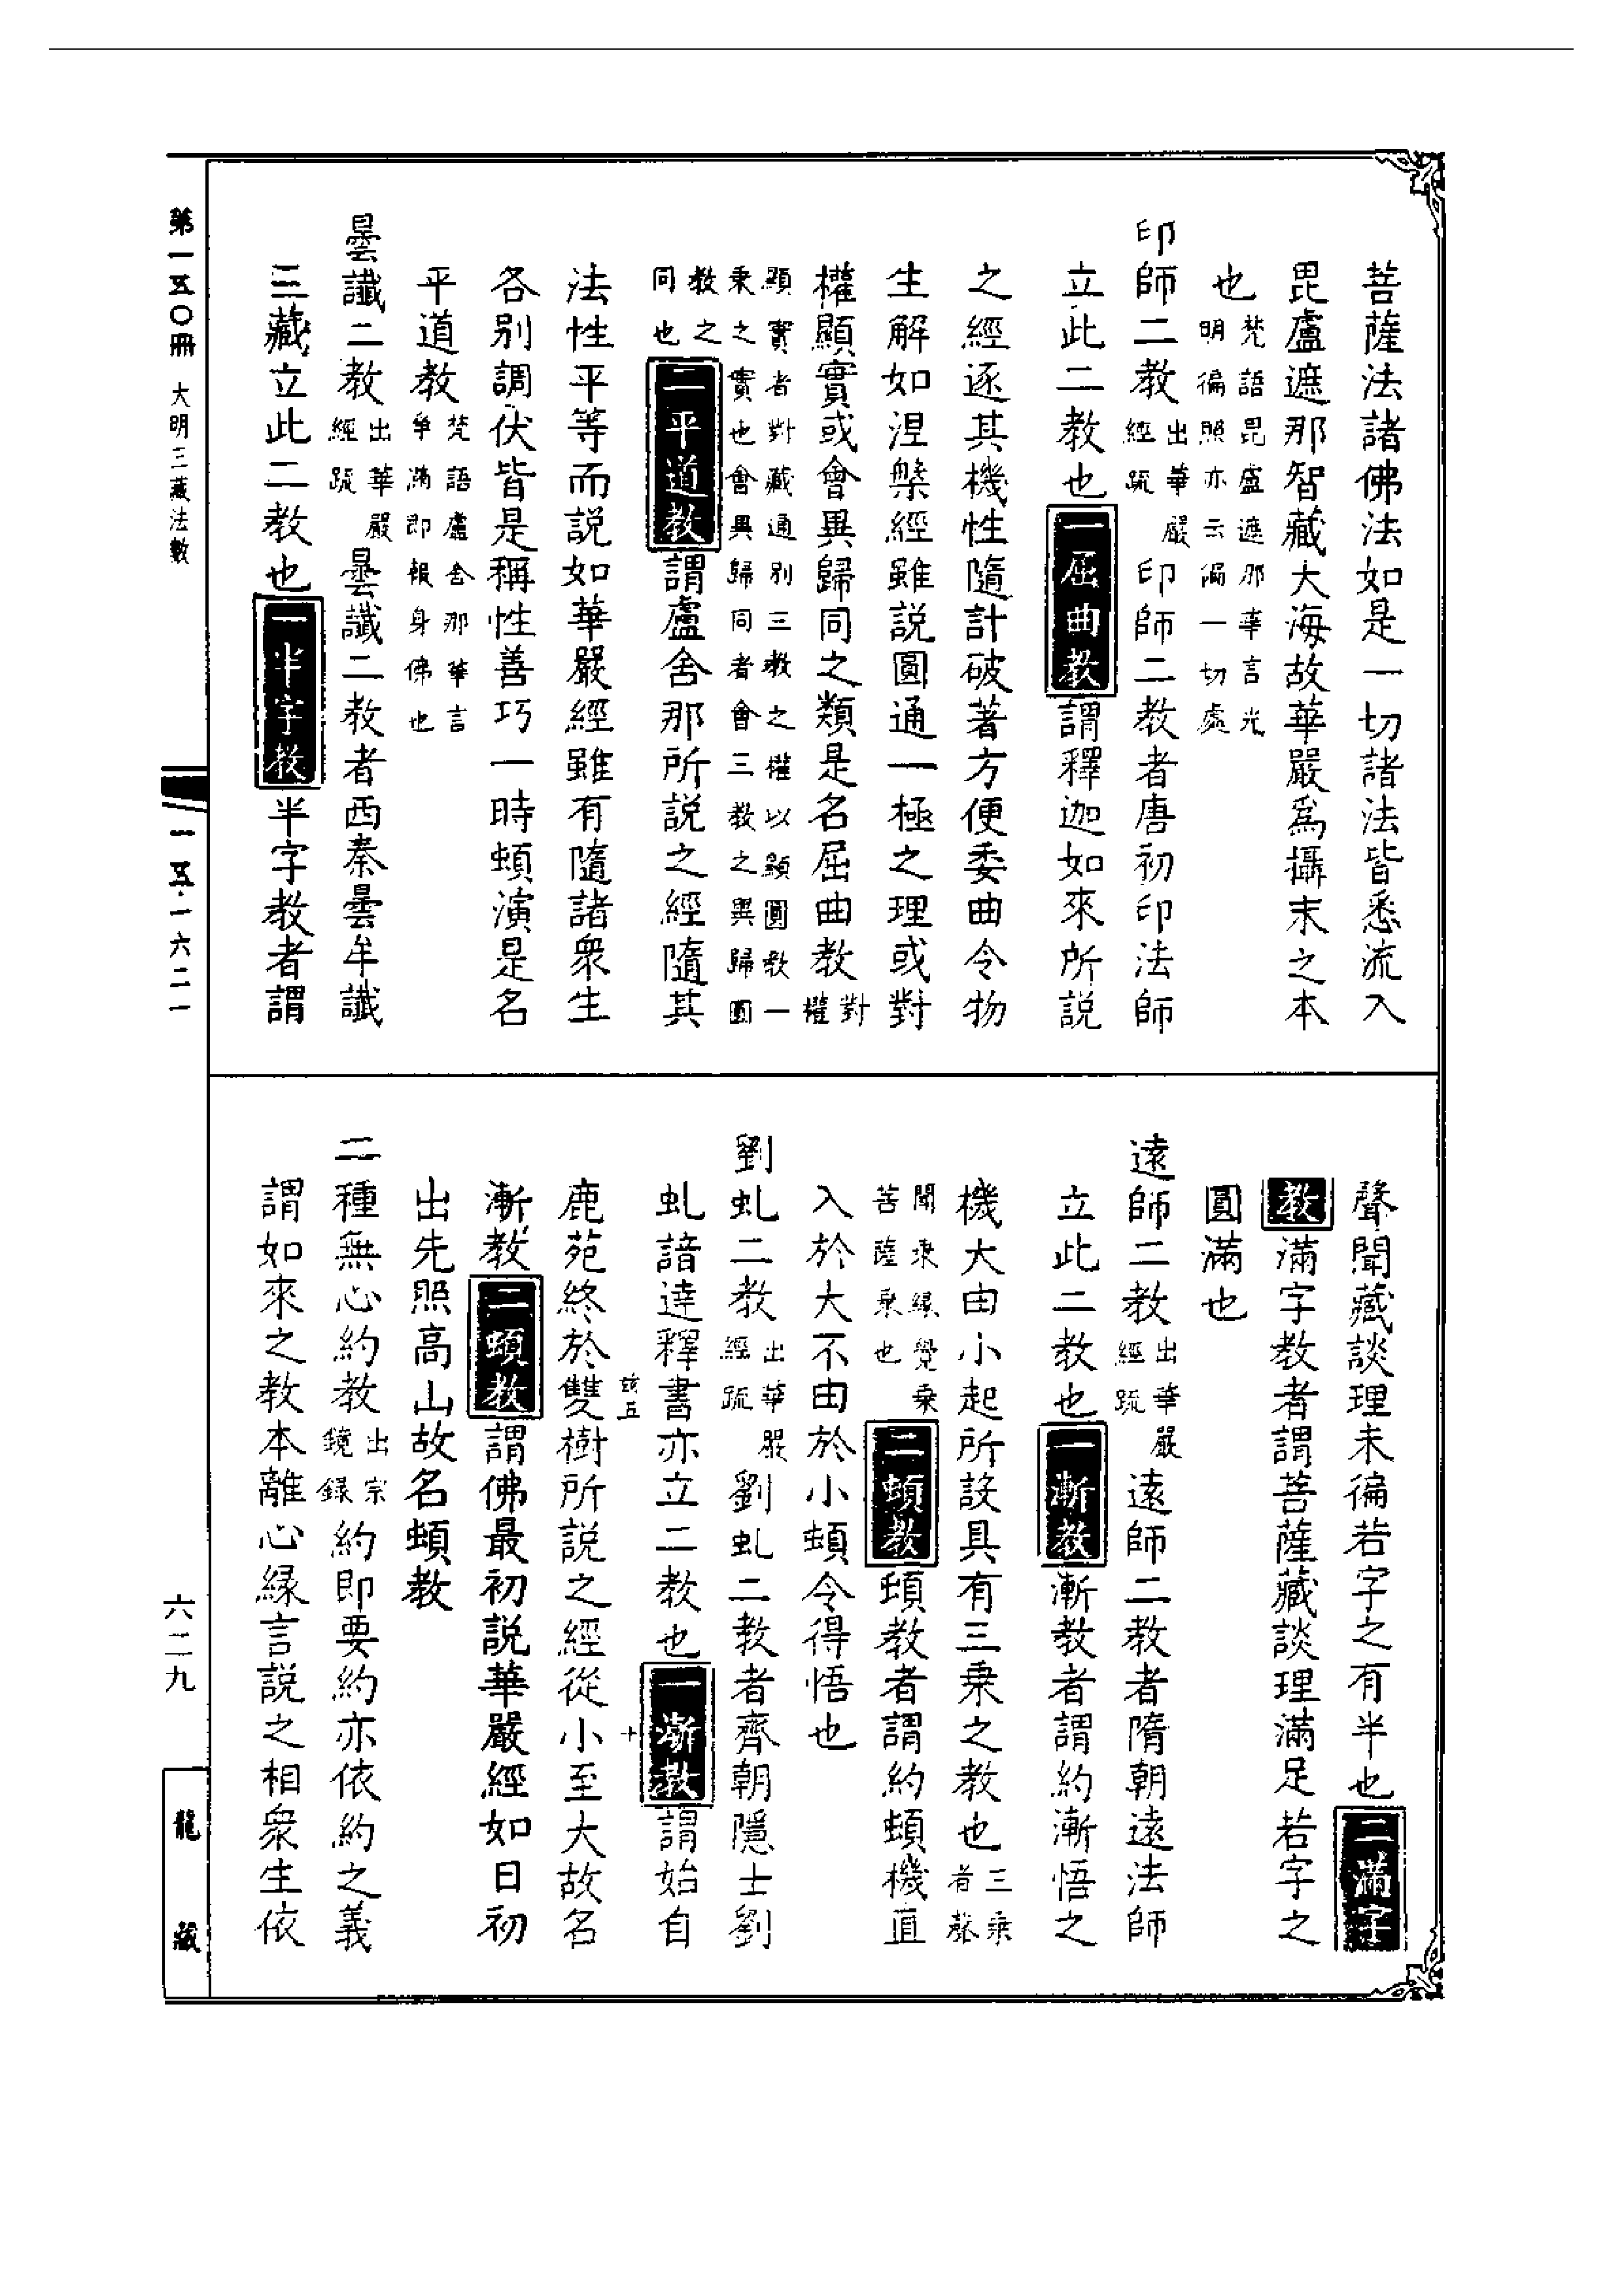 菩薩法諸佛法如是一切諸法皆悉流入
毘盧遮那智藏大海故華嚴爲攝末之本
也梵語毘盧遮那華言光
明徧照亦云徧一切處
印師二教出華嚴
經疏印師二教者唐初印法師
立此二教也一屈曲教謂釋迦如來所說
之經逐其機性隨計破著方便委曲令物
生解如涅槃經雖說圓通一極之理或對
權顯實或會異歸同之類是名屈曲教對
權
顯實者對藏通別三教之權以顯圓教一
乘之實也會異歸同者會三教之異歸圓
教之
同也二平道教謂盧舍那所說之經隨其
法性平等而說如華嚴經雖有隨諸衆生
各別調伏皆是稱性善巧一時頓演是名
平道教梵語盧舍那華言
淨滿即報身佛也
曇讖二教出華嚴
經疏曇讖二教者西秦曇牟讖
三藏立此二教也一半字教半字教者謂
聲聞藏談理未徧若字之有半也二滿字
教滿字教者謂菩薩藏談理滿足若字之
圓滿也
遠師二教出華嚴
經疏遠師二教者隋朝遠法師
立此二教也一漸教漸教者謂約漸悟之
機大由小起所設具有三乘之教也三乘
者聲
聞乘緣覺乘
菩薩乘也二頓教頓教者謂約頓機直
入於大不由於小頓令得悟也
劉虬二教出華嚴
經疏劉虬二教者齊朝隱士劉
虬諳達釋書亦立二教也一漸教謂始自
鹿苑終於雙樹所說之經從小至大故名
漸教二頓教謂佛最初說華嚴經如日初
出先照高山故名頓教
二種無心約教出宗
鏡錄約即要約亦依約之義
謂如來之教本離心緣言說之相衆生依
第一五〇冊 大明三藏法數
一五·一六二一
六二九
龍藏